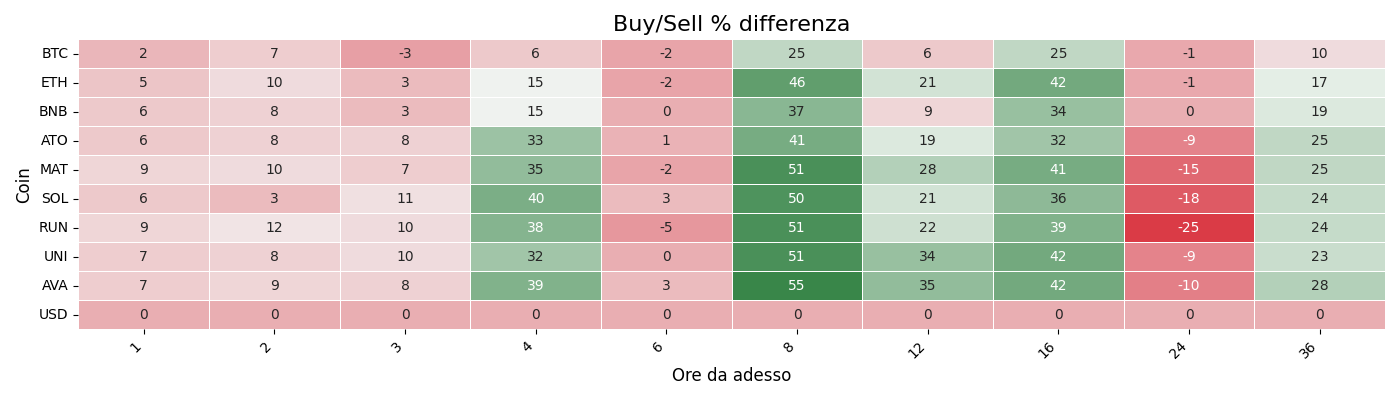 Buy/Sell % differenza
Coin
BTC 2 7 -3 6 -2 25 6 25 -1 10
ETH 5 10 3 15 -2 46 21 42 -1 17
BNB 6 8 3 15 0 37 9 34 0 19
ATO 6 8 8 33 1 41 19 32 -9 25
MAT 9 10 7 35 -2 51 28 41 -15 25
SOL 6 3 11 40 3 50 21 36 -18 24
RUN 9 12 10 38 -5 51 22 39 -25 24
UNI 7 8 10 32 0 51 34 42 -9 23
AVA 7 9 8 39 3 55 35 42 -10 28
USD 0 0 0 0 0 0 0 0 0 0
1 2 3 4 6 8 12 16 24 36
Ore da adesso